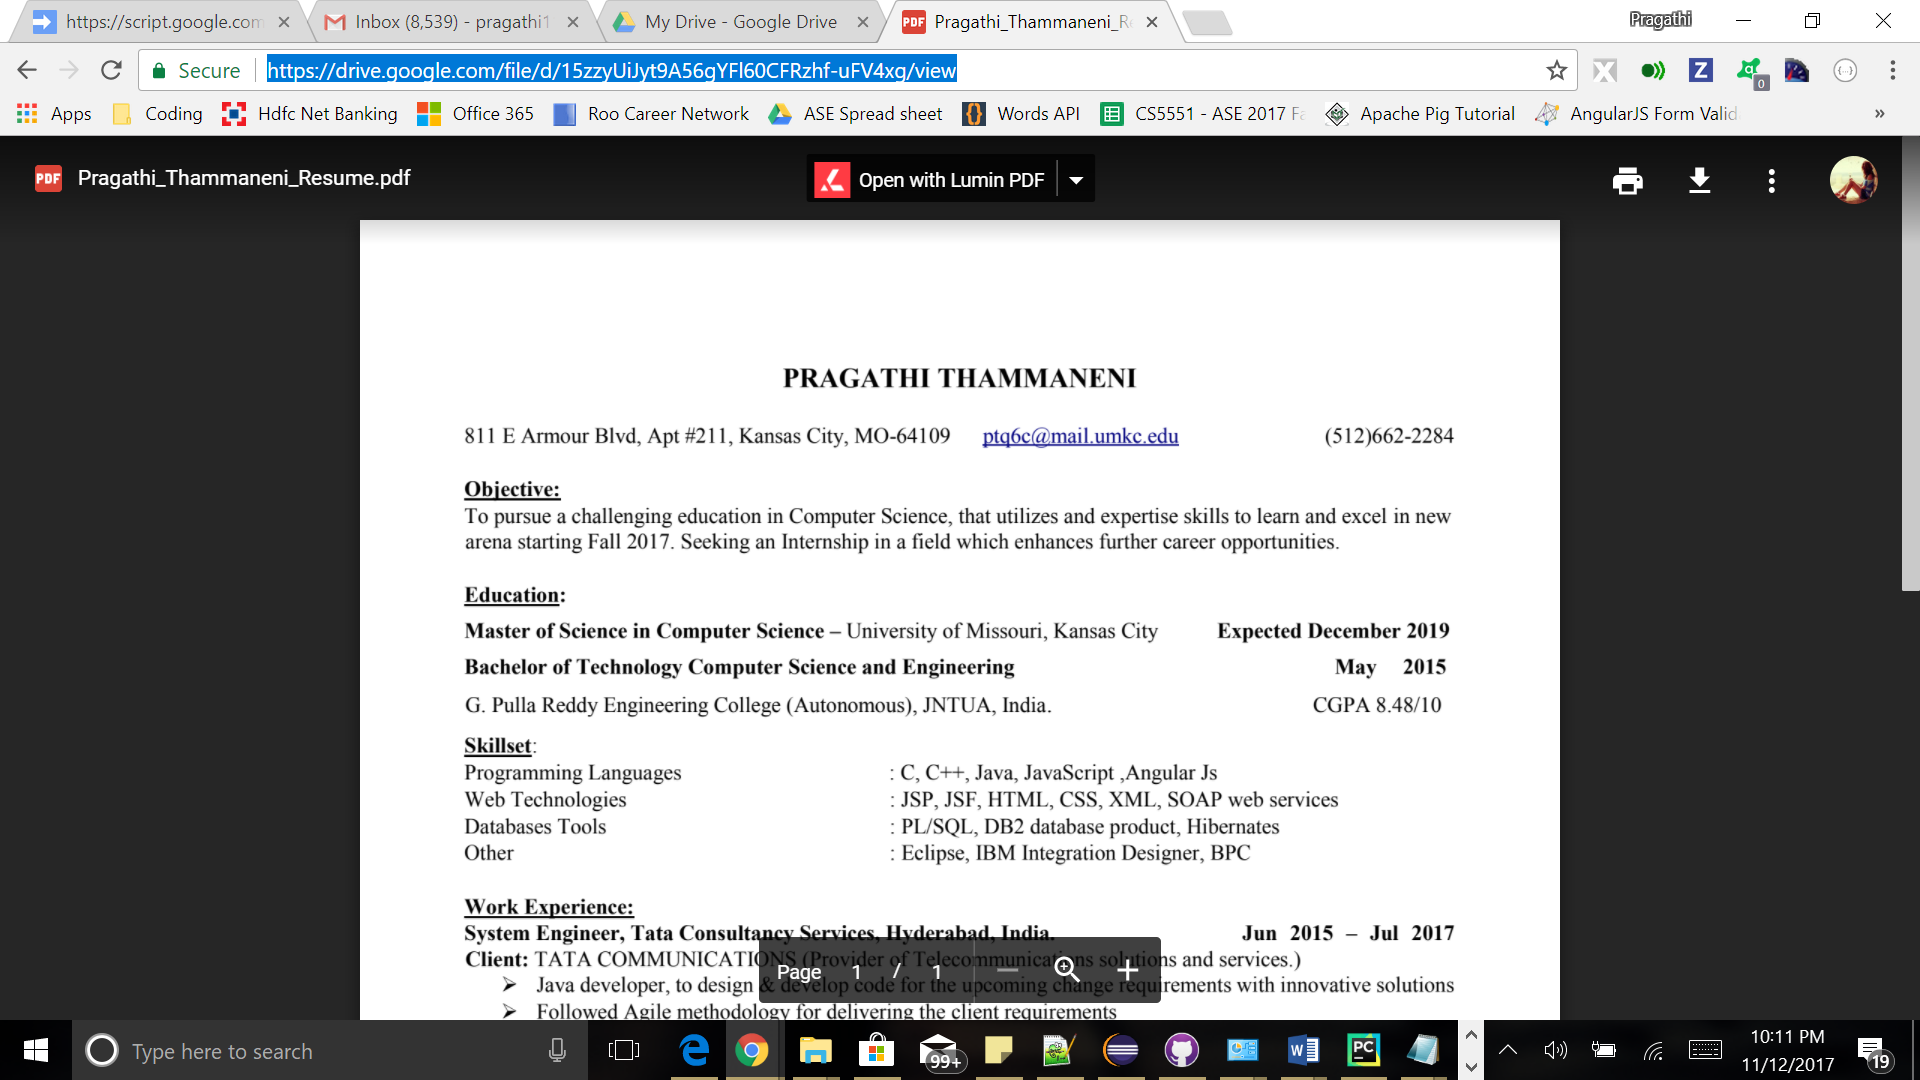 https://script.google.com
Inbox (8,539) - pragathi1
My Drive - Google Drive
PDF Pragathi_Thammaneni_R
Pragathi
Secure https://drive.google.com/file/d/15zzyUiJyt9A56gYFl60CFRzhf-uFV4xg/view
Z 0
Apps Coding Hdfc Net Banking Office 365 Roo Career Network ASE Spread sheet Words API CS5551 - ASE 2017 Fa Apache Pig Tutorial AngularJS Form Valid »
PDF Pragathi_Thammaneni_Resume.pdf Open with Lumin PDF
PRAGATHI THAMMANENI
811 E Armour Blvd, Apt #211, Kansas City, MO-64109 ptq6c@mail.umkc.edu (512)662-2284
Objective:
To pursue a challenging education in Computer Science, that utilizes and expertise skills to learn and excel in new
arena starting Fall 2017. Seeking an Internship in a field which enhances further career opportunities.
Education:
Master of Science in Computer Science – University of Missouri, Kansas City Expected December 2019
Bachelor of Technology Computer Science and Engineering May 2015
G. Pulla Reddy Engineering College (Autonomous), JNTUA, India. CGPA 8.48/10
Skillset:
Programming Languages : C, C++, Java, JavaScript ,Angular Js
Web Technologies : JSP, JSF, HTML, CSS, XML, SOAP web services
Databases Tools : PL/SQL, DB2 database product, Hibernates
Other : Eclipse, IBM Integration Designer, BPC
Work Experience:
System Engineer, Tata Consultancy Services, Hyderabad, India. Jun 2015 – Jul 2017
Client: TATA COMMUNICATIONS (Provider of Telecommunications solutions and services.)
Page 1 / 1
➢ Java developer, to design & develop code for the upcoming change requirements with innovative solutions
➢ Followed Agile methodology for delivering the client requirements
Type here to search
99+
PC
10:11 PM
11/12/2017
19